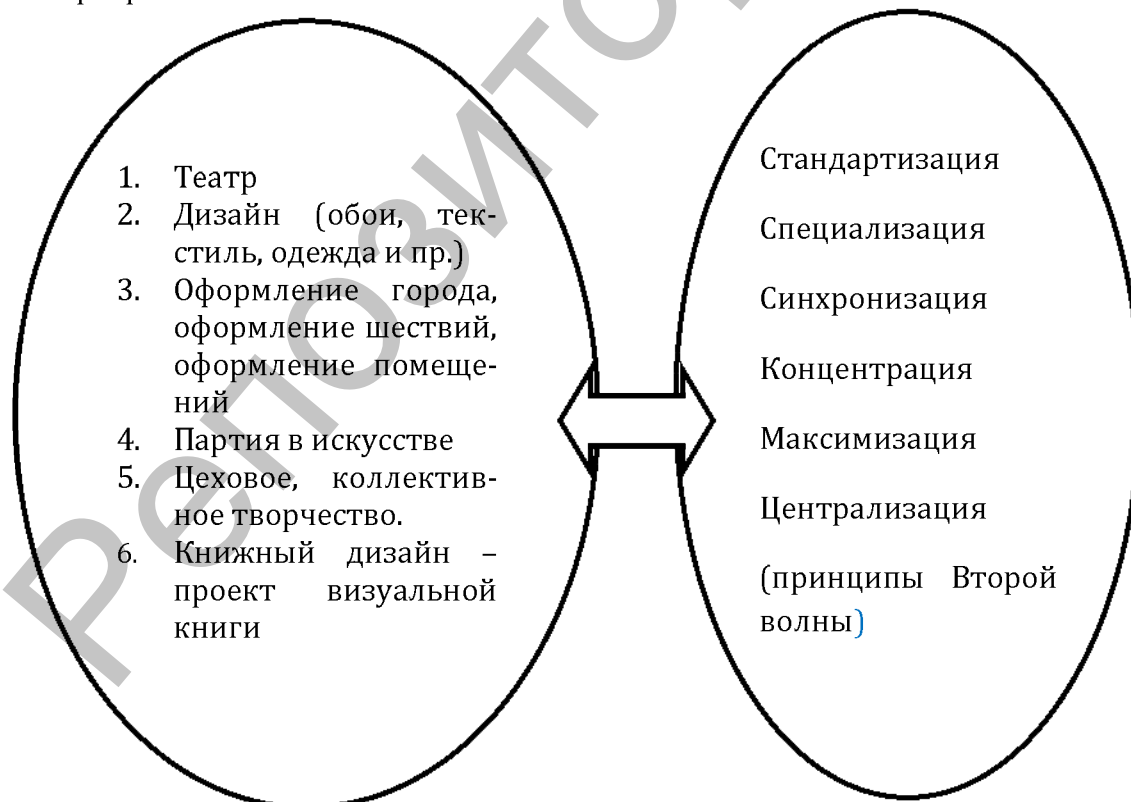 1. Театр
2. Дизайн (обои, тек-
стиль, одежда и пр.)
3. Оформление города,
оформление шествий,
оформление помеще-
ний
4. Партия в искусстве
5. Цеховое, коллектив-
ное творчество.
6. Книжный дизайн –
проект визуальной
книги
Стандартизация
Специализация
Синхронизация
Концентрация
Максимизация
Централизация
(принципы Второй
волны)